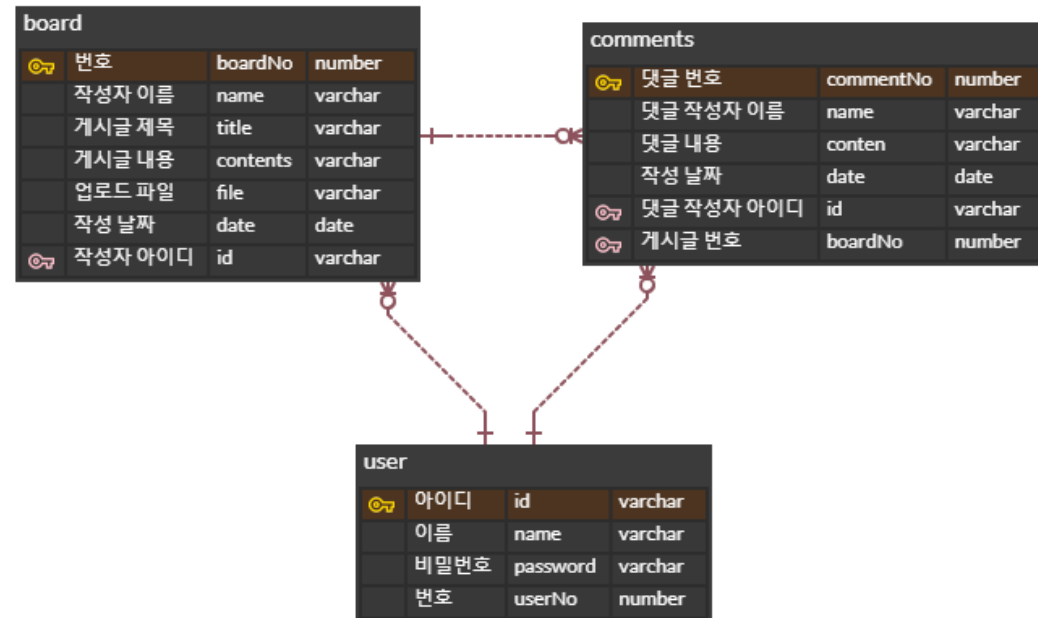 board
번호 boardNo number
작성자 이름 name varchar
게시글 제목 title varchar
게시글 내용 contents varchar
업로드 파일 file varchar
작성 날짜 date date
작성자 아이디 id varchar
comments
댓글 번호 commentNo number
댓글 작성자 이름 name varchar
댓글 내용 conten varchar
작성 날짜 date date
댓글 작성자 아이디 id varchar
게시글 번호 boardNo number
user
아이디 id varchar
이름 name varchar
비밀번호 password varchar
번호 userNo number